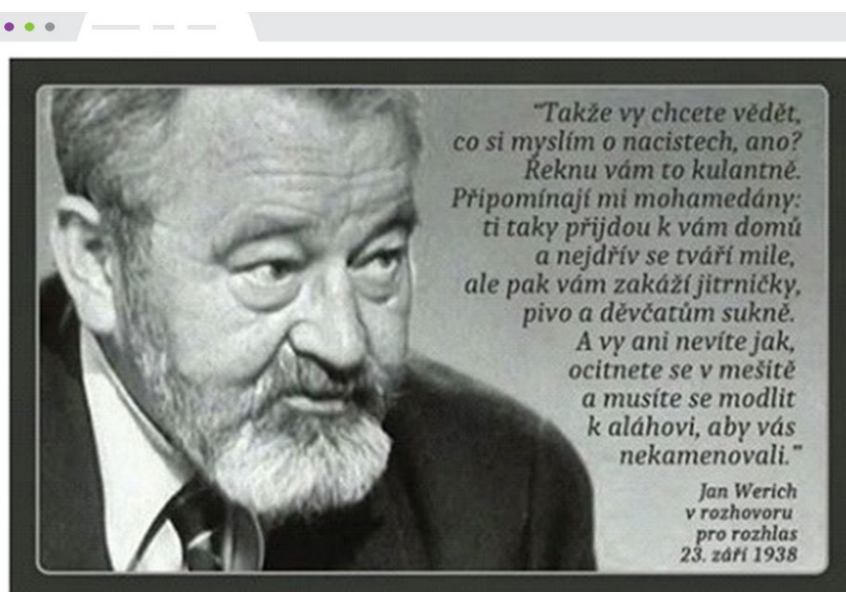 "Takže vy chcete vědět,
co si myslím o nacistech, ano?
Řeknu vám to kulantně.
Připomínají mi mohamedány:
ti taky přijdou k vám domů
a nejdřív se tváří mile,
ale pak vám zakáží jitrničky,
pivo a děvčatům sukně.
A vy ani nevíte jak,
ocitnete se v mešitě
a musíte se modlit
k aláhovi, aby vás
nekamenovali."
Jan Werich
v rozhovoru
pro rozhlas
23. září 1938